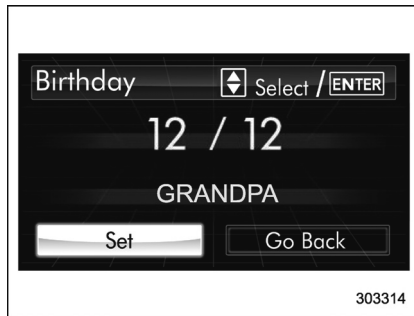 Birthday Select / ENTER
12 / 12
GRANDPA
Set Go Back
303314